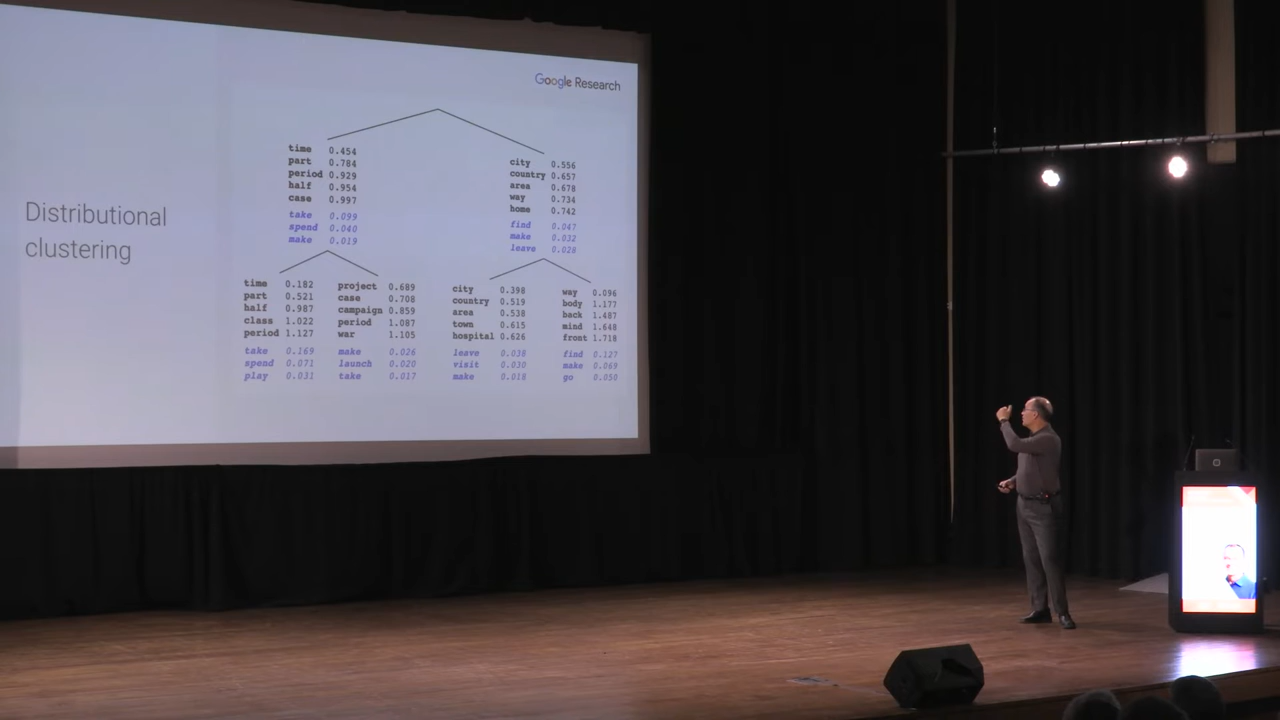 Google Research
Distributional
clustering
time 0.454
part 0.784
period 0.929
half 0.954
case 0.997
take 0.099
spend 0.040
make 0.019
city 0.556
country 0.657
area 0.678
way 0.734
home 0.742
find 0.047
make 0.032
leave 0.028
time 0.182
part 0.521
half 0.987
class 1.022
period 1.127
take 0.169
spend 0.071
play 0.031
project 0.689
case 0.708
campaign 0.859
period 1.087
war 1.105
make 0.026
launch 0.020
take 0.017
city 0.398
country 0.519
area 0.538
town 0.615
hospital 0.626
leave 0.038
visit 0.030
make 0.018
way 0.096
body 1.177
back 1.487
mind 1.648
front 1.718
find 0.127
make 0.069
go 0.050